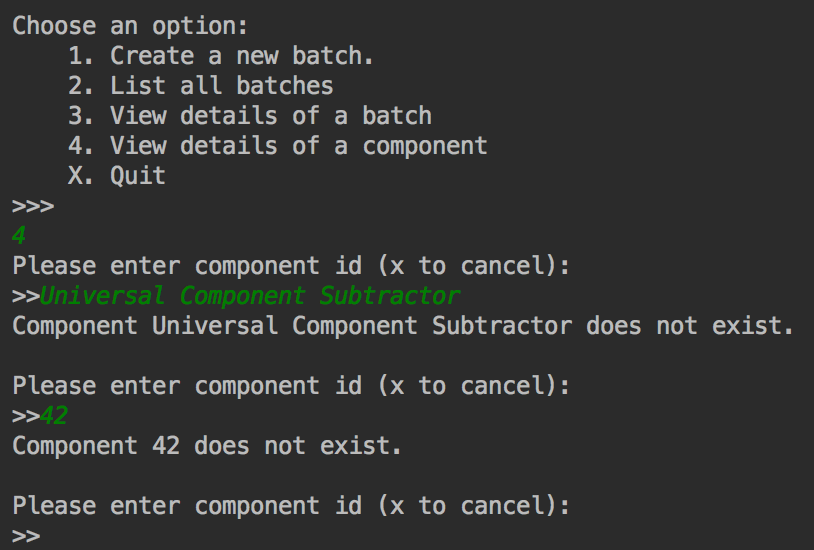 Choose an option:
    1. Create a new batch.
    2. List all batches
    3. View details of a batch
    4. View details of a component
    X. Quit
>>>
4
Please enter component id (x to cancel):
>>Universal Component Subtractor
Component Universal Component Subtractor does not exist.

Please enter component id (x to cancel):
>>42
Component 42 does not exist.

Please enter component id (x to cancel):
>>